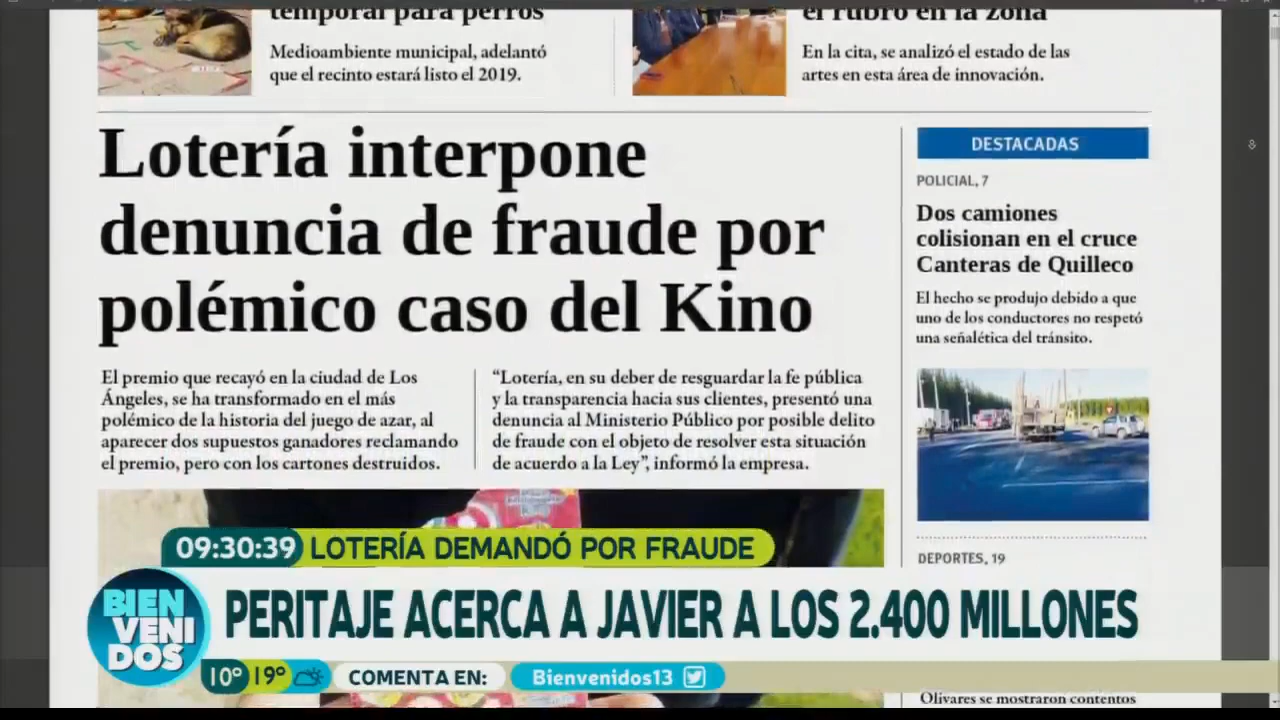 temporal para perros
Medioambiente municipal, adelantó
que el recinto estará listo el 2019.
el rubro en la zona
En la cita, se analizó el estado de las
artes en esta área de innovación.
Lotería interpone
denuncia de fraude por
polémico caso del Kino
El premio que recayó en la ciudad de Los
Ángeles, se ha transformado en el más
polémico de la historia del juego de azar, al
aparecer dos supuestos ganadores reclamando
el premio, pero con los cartones destruidos.
“Lotería, en su deber de resguardar la fe pública
y la transparencia hacia sus clientes, presentó una
denuncia al Ministerio Público por posible delito
de fraude con el objeto de resolver esta situación
de acuerdo a la Ley”, informó la empresa.
DESTACADAS
POLICIAL, 7
Dos camiones
colisionan en el cruce
Canteras de Quilleco
El hecho se produjo debido a que
uno de los conductores no respetó
una señalética del tránsito.
DEPORTES, 19
Olivares se mostraron contentos
09:30:39 LOTERÍA DEMANDÓ POR FRAUDE
BIEN
VENI
DOS
PERITAJE ACERCA A JAVIER A LOS 2.400 MILLONES
10° 19° COMENTA EN: Bienvenidos13